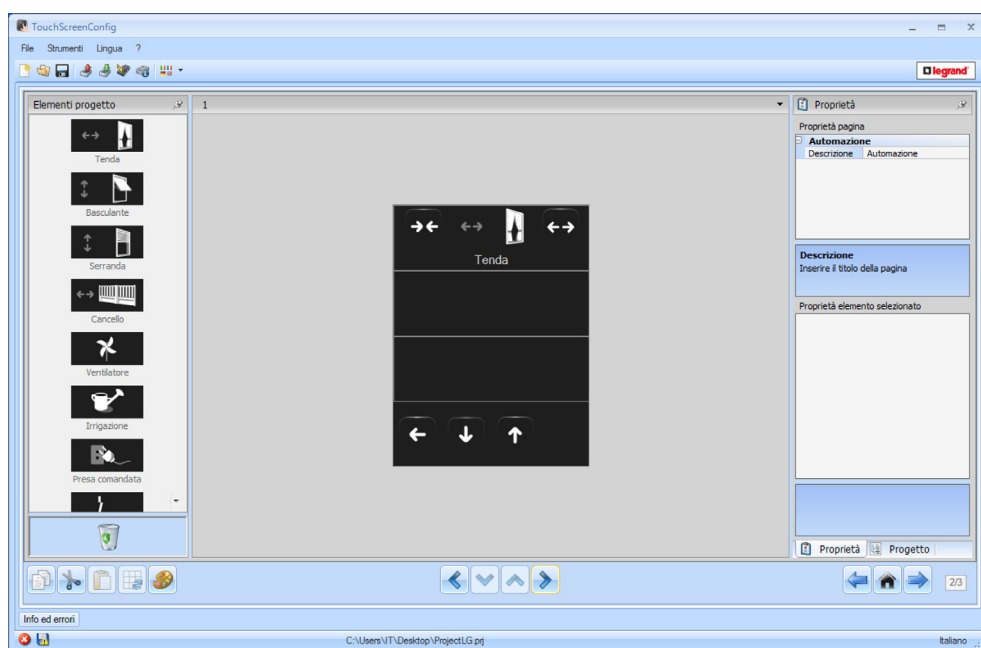 TouchScreenConfig
File Strumenti Lingua ?
legrand
Elementi progetto
1
Proprietà
Tenda
Basculante
Serranda
Cancello
Ventilatore
Irrigazione
Presa comandata
Tenda
Proprietà pagina
Automazione
Descrizione Automazione
Descrizione
Inserire il titolo della pagina
Proprietà elemento selezionato
Proprietà Progetto
2/3
Info ed errori
C:\Users\IT\Desktop\ProjectLG.prj
Italiano